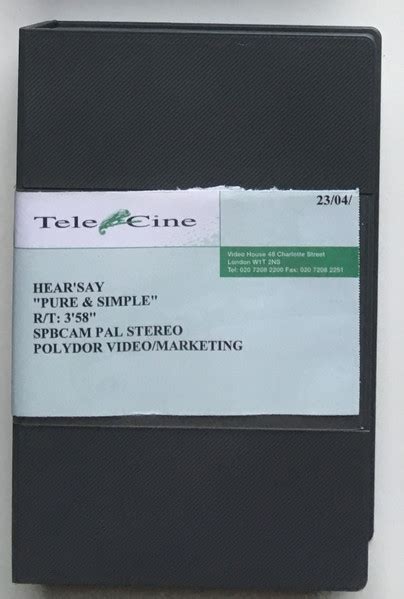 23/04/
Tele Cine
Video House 48 Charlotte Street
London W1T 2NS
Tel: 020 7208 2200 Fax: 020 7208 2251
HEAR'SAY
"PURE & SIMPLE"
R/T: 3'58"
SPBCAM PAL STEREO
POLYDOR VIDEO/MARKETING